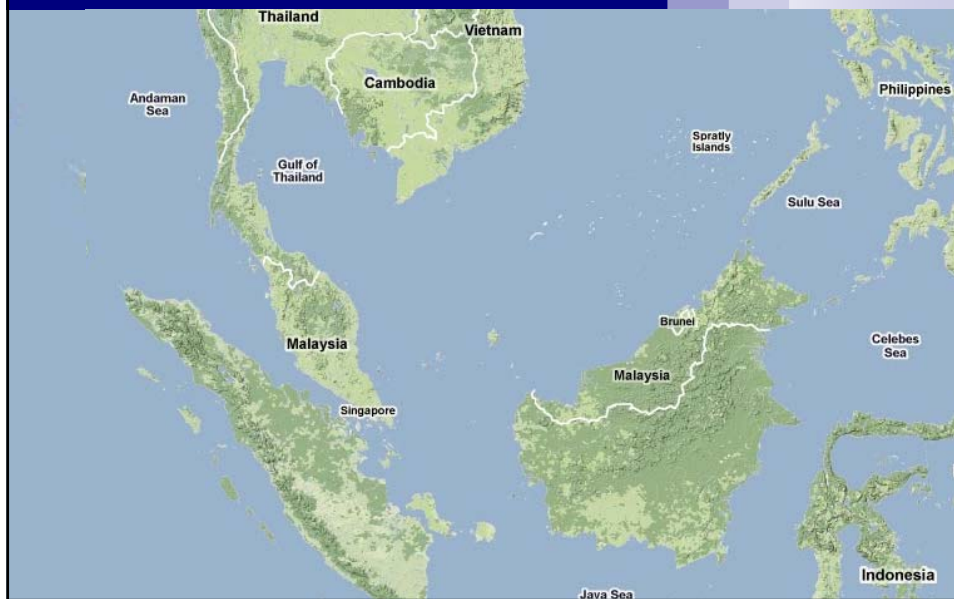 Thailand
Vietnam
Cambodia
Philippines
Andaman
Sea
Spratly
Islands
Gulf of
Thailand
Sulu Sea
Brunei
Malaysia
Celebes
Sea
Malaysia
Singapore
Indonesia
Java Sea